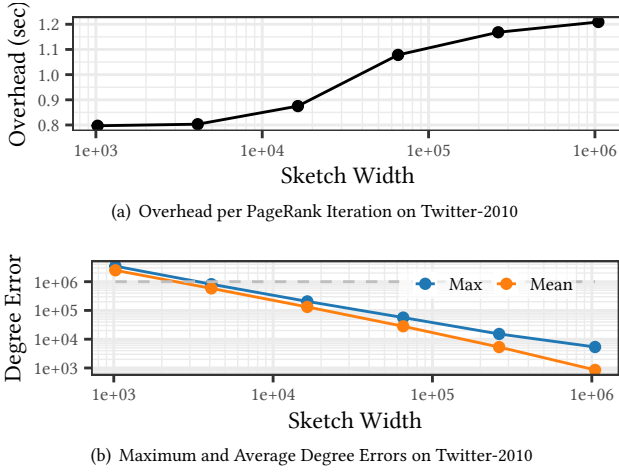 Overhead (sec)
1.2
1.1
1.0
0.9
0.8
1e+03 1e+04 1e+05 1e+06
Sketch Width
(a) Overhead per PageRank Iteration on Twitter-2010
Degree Error
Max Mean
1e+06
1e+05
1e+04
1e+03
1e+03 1e+04 1e+05 1e+06
Sketch Width
(b) Maximum and Average Degree Errors on Twitter-2010